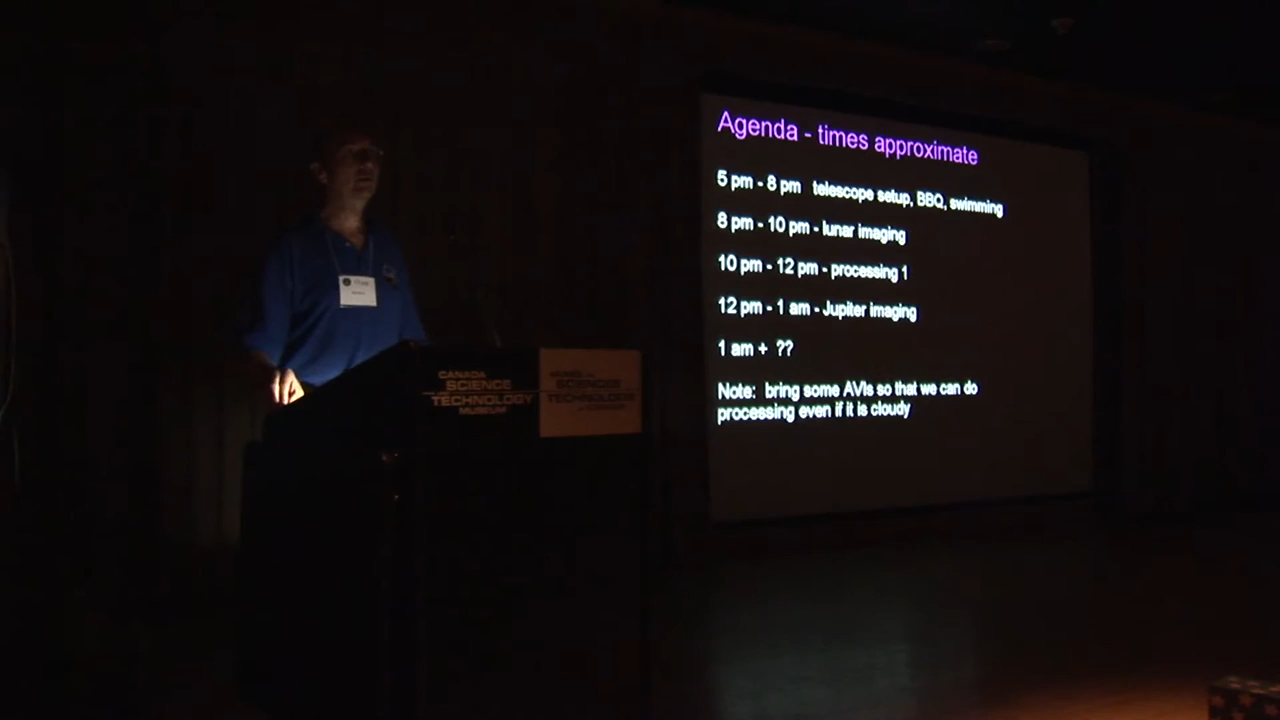 Agenda - times approximate
5 pm - 8 pm telescope setup, BBQ, swimming
8 pm - 10 pm - lunar imaging
10 pm - 12 pm - processing 1
12 pm - 1 am - Jupiter imaging
1 am + ??
Note: bring some AVIs so that we can do
processing even if it is cloudy
CANADA
SCIENCE
TECHNOLOGY
MUSEUM
SCIENCES